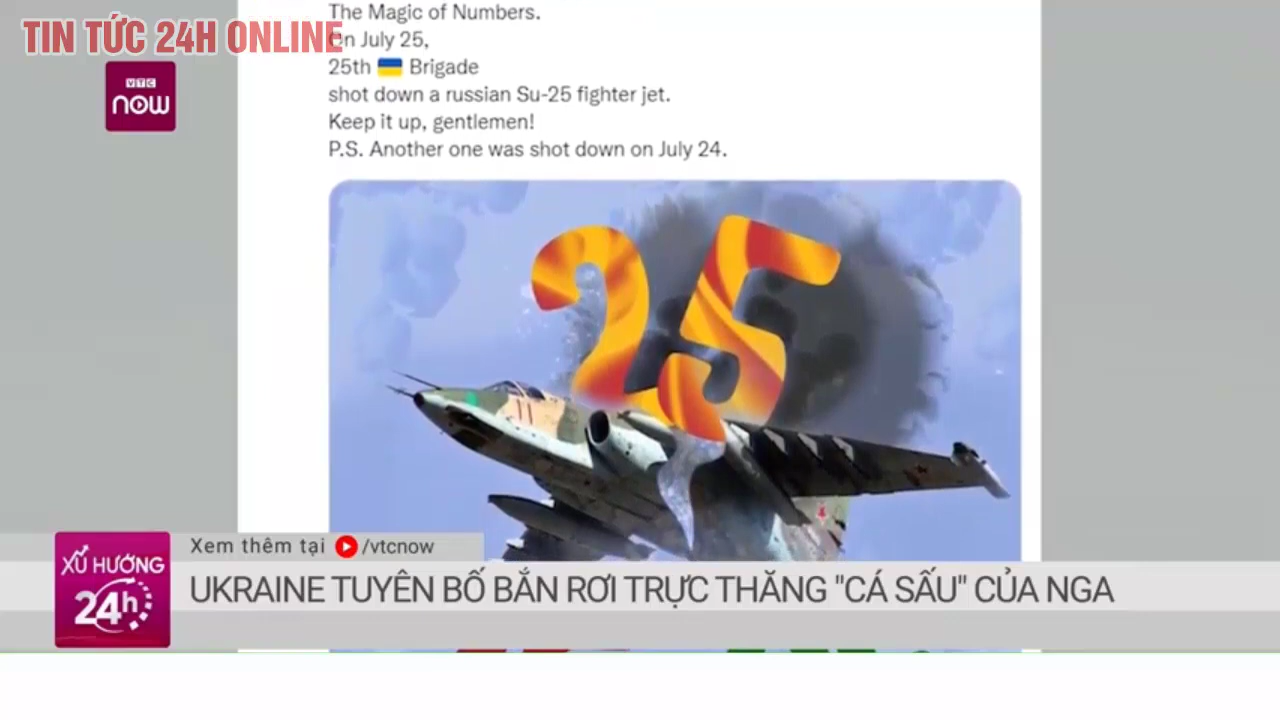 TIN TỨC 24H ONLINE
VTC
now
The Magic of Numbers.
On July 25,
25th 🇺🇦 Brigade
shot down a russian Su-25 fighter jet.
Keep it up, gentlemen!
P.S. Another one was shot down on July 24.
25
11
Xem thêm tại /vtcnow
XU HƯỚNG
24h
UKRAINE TUYÊN BỐ BẮN RƠI TRỰC THĂNG "CÁ SẤU" CỦA NGA